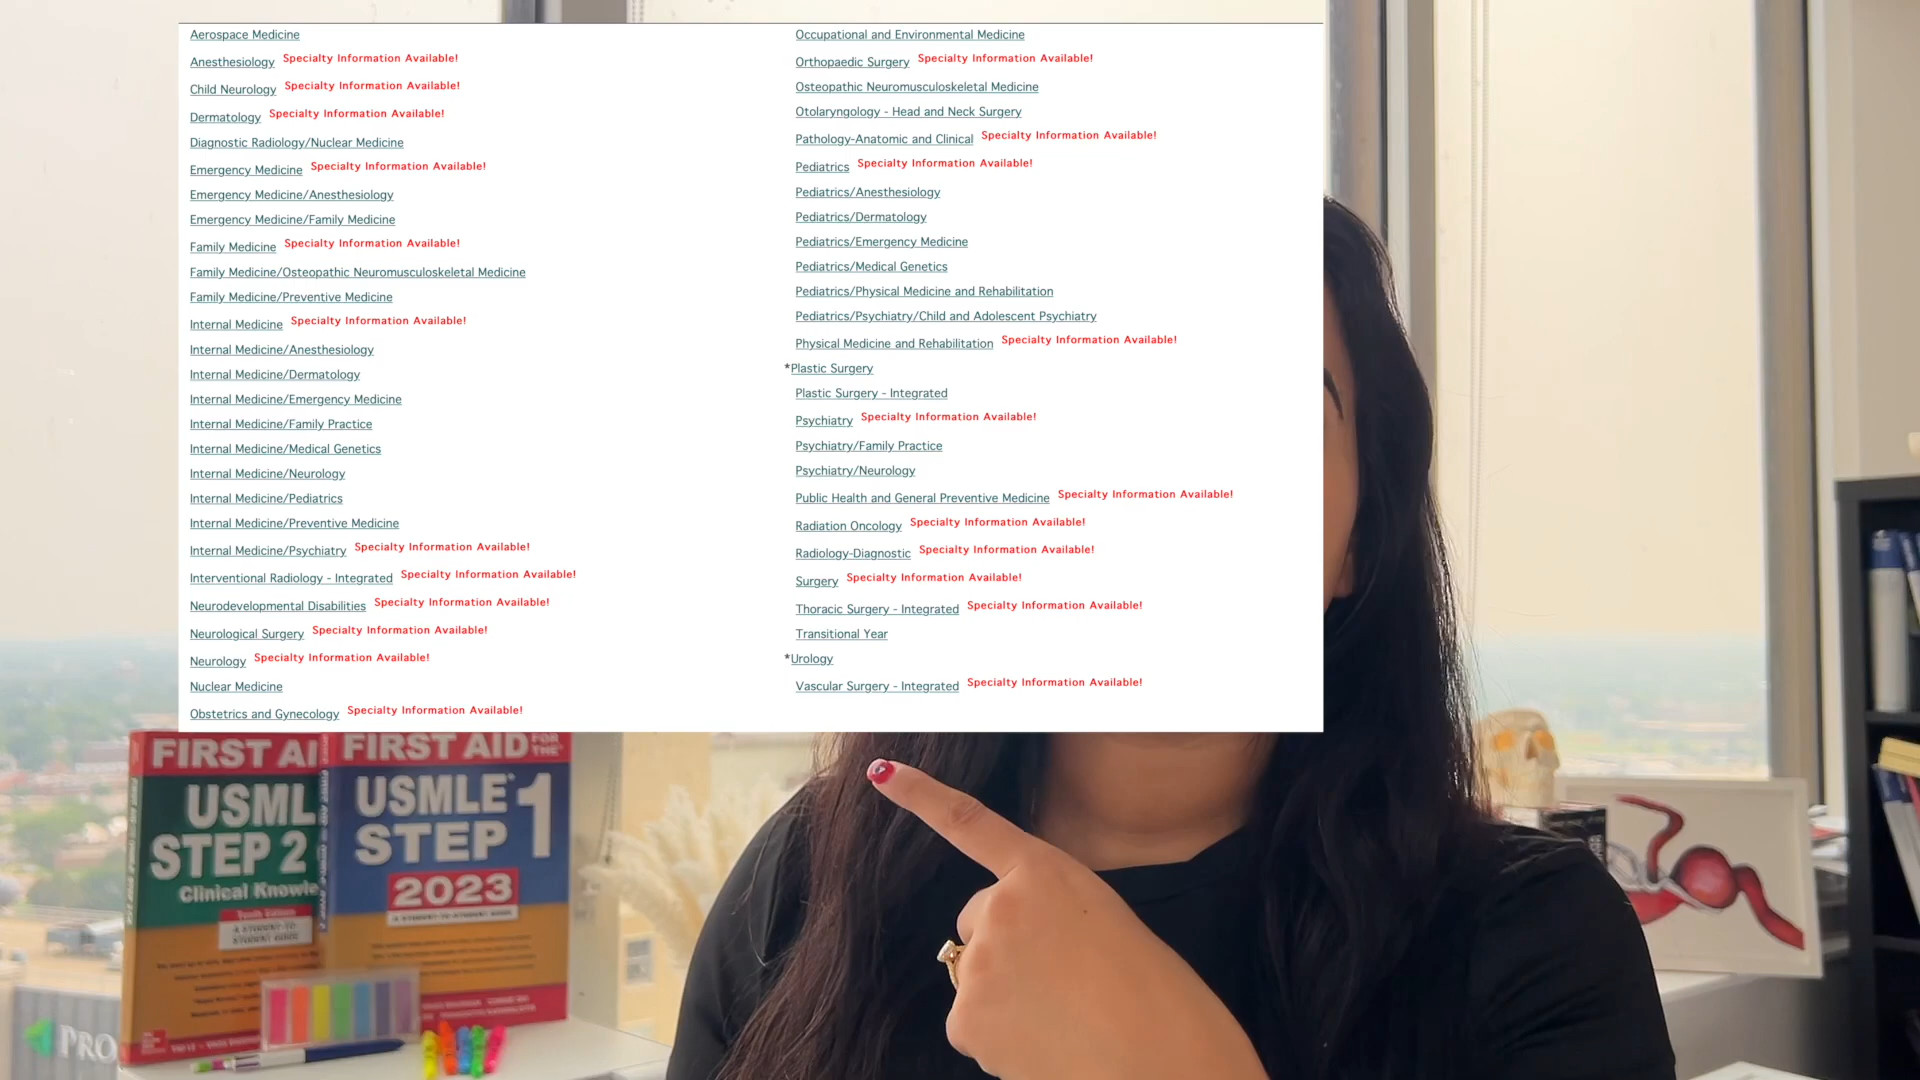 Aerospace Medicine
Anesthesiology Specialty Information Available!
Child Neurology Specialty Information Available!
Dermatology Specialty Information Available!
Diagnostic Radiology/Nuclear Medicine
Emergency Medicine Specialty Information Available!
Emergency Medicine/Anesthesiology
Emergency Medicine/Family Medicine
Family Medicine Specialty Information Available!
Family Medicine/Osteopathic Neuromusculoskeletal Medicine
Family Medicine/Preventive Medicine
Internal Medicine Specialty Information Available!
Internal Medicine/Anesthesiology
Internal Medicine/Dermatology
Internal Medicine/Emergency Medicine
Internal Medicine/Family Practice
Internal Medicine/Medical Genetics
Internal Medicine/Neurology
Internal Medicine/Pediatrics
Internal Medicine/Preventive Medicine
Internal Medicine/Psychiatry Specialty Information Available!
Interventional Radiology - Integrated Specialty Information Available!
Neurodevelopmental Disabilities Specialty Information Available!
Neurological Surgery Specialty Information Available!
Neurology Specialty Information Available!
Nuclear Medicine
Obstetrics and Gynecology Specialty Information Available!
Occupational and Environmental Medicine
Orthopaedic Surgery Specialty Information Available!
Osteopathic Neuromusculoskeletal Medicine
Otolaryngology - Head and Neck Surgery
Pathology-Anatomic and Clinical Specialty Information Available!
Pediatrics Specialty Information Available!
Pediatrics/Anesthesiology
Pediatrics/Dermatology
Pediatrics/Emergency Medicine
Pediatrics/Medical Genetics
Pediatrics/Physical Medicine and Rehabilitation
Pediatrics/Psychiatry/Child and Adolescent Psychiatry
Physical Medicine and Rehabilitation Specialty Information Available!
*Plastic Surgery
Plastic Surgery - Integrated
Psychiatry Specialty Information Available!
Psychiatry/Family Practice
Psychiatry/Neurology
Public Health and General Preventive Medicine Specialty Information Available!
Radiation Oncology Specialty Information Available!
Radiology-Diagnostic Specialty Information Available!
Surgery Specialty Information Available!
Thoracic Surgery - Integrated Specialty Information Available!
Transitional Year
*Urology
Vascular Surgery - Integrated Specialty Information Available!
FIRST AI
USML
STEP 2
Clinical Knowle
A STUDENT-TO-
STUDENT GUIDE
FIRST AID FOR THE
USMLE
STEP 1
2023
A STUDENT-TO-STUDENT GUIDE
PRO